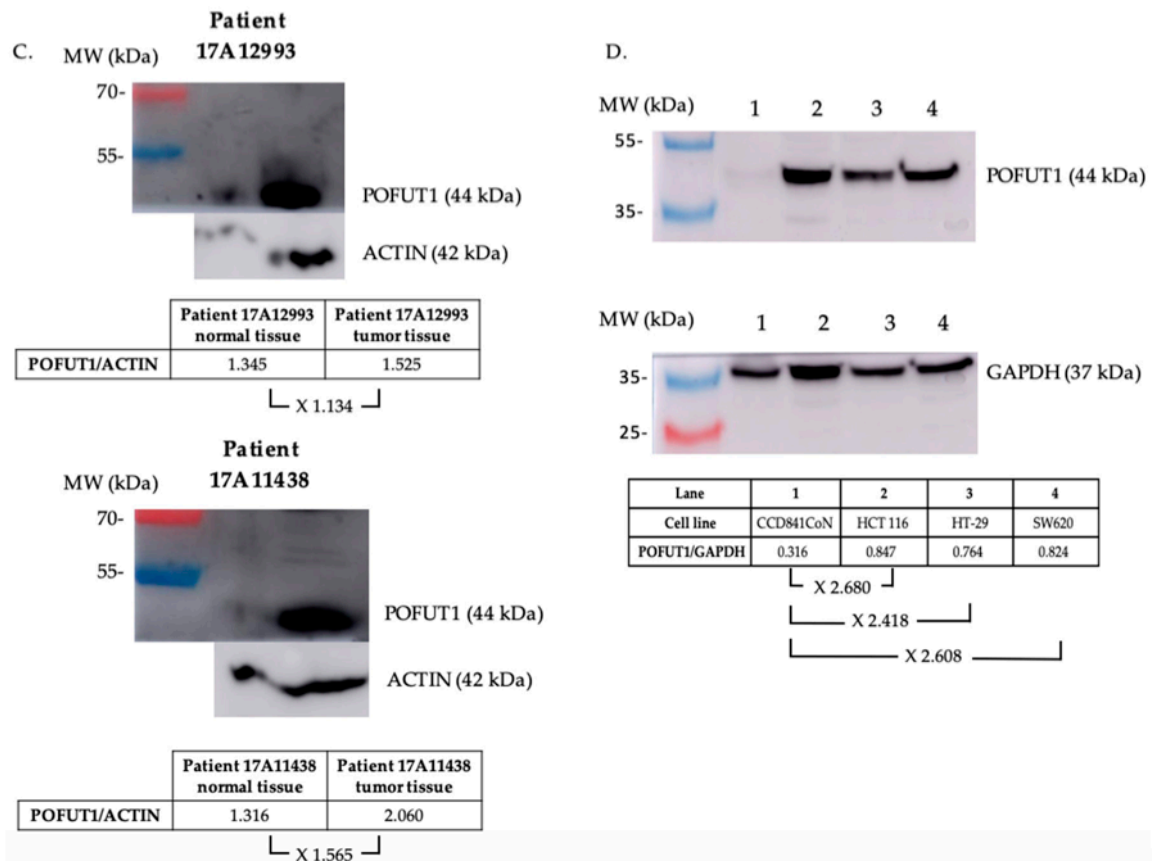 C.
Patient
17A12993
MW (kDa)
70-
55-
POFUT1 (44 kDa)
ACTIN (42 kDa)
Patient 17A12993 normal tissue Patient 17A12993 tumor tissue
POFUT1/ACTIN 1.345 1.525
X 1.134
Patient
17A11438
MW (kDa)
70-
55-
POFUT1 (44 kDa)
ACTIN (42 kDa)
Patient 17A11438 normal tissue Patient 17A11438 tumor tissue
POFUT1/ACTIN 1.316 2.060
X 1.565
D.
MW (kDa) 1 2 3 4
55-
POFUT1 (44 kDa)
35-
MW (kDa) 1 2 3 4
35-
GAPDH (37 kDa)
25-
Lane 1 2 3 4
Cell line CCD841CoN HCT 116 HT-29 SW620
POFUT1/GAPDH 0.316 0.847 0.764 0.824
X 2.680
X 2.418
X 2.608